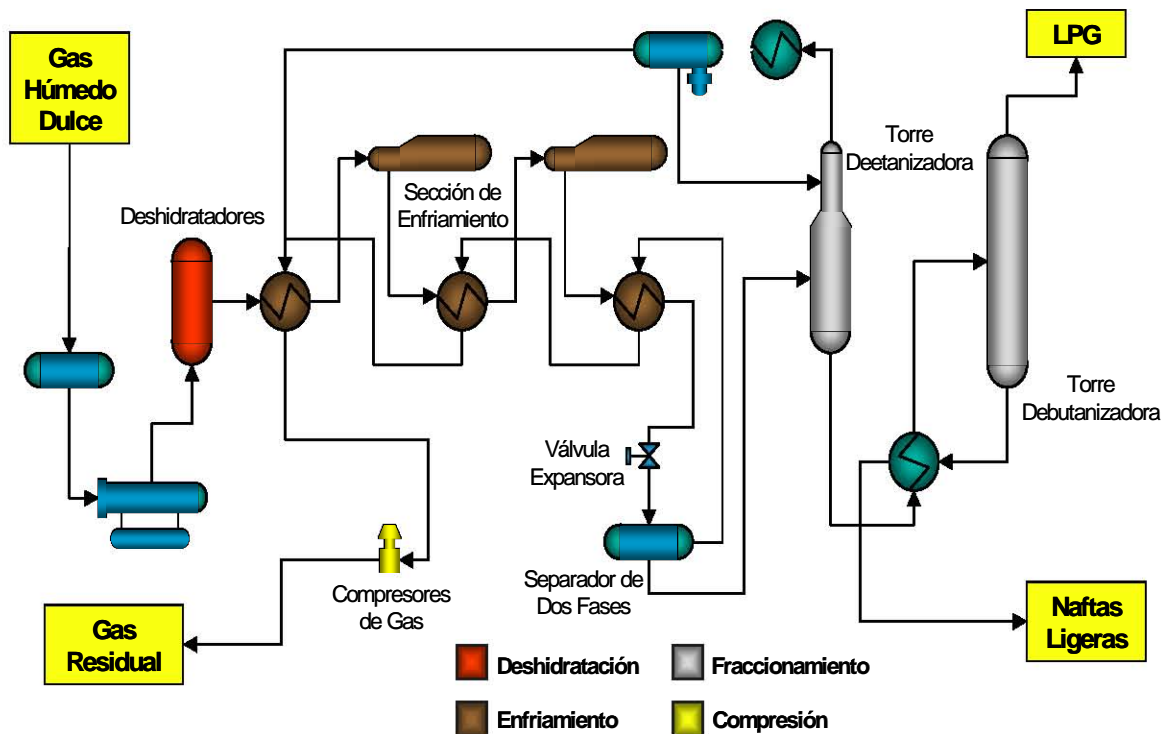 Gas
Húmedo
Dulce
LPG
Torre
Deetanizadora
Sección de
Enfriamiento
Deshidratadores
Torre
Debutanizadora
Válvula
Expansora
Separador de
Dos Fases
Compresores
de Gas
Gas
Residual
Naftas
Ligeras
Deshidratación
Fraccionamiento
Enfriamiento
Compresión